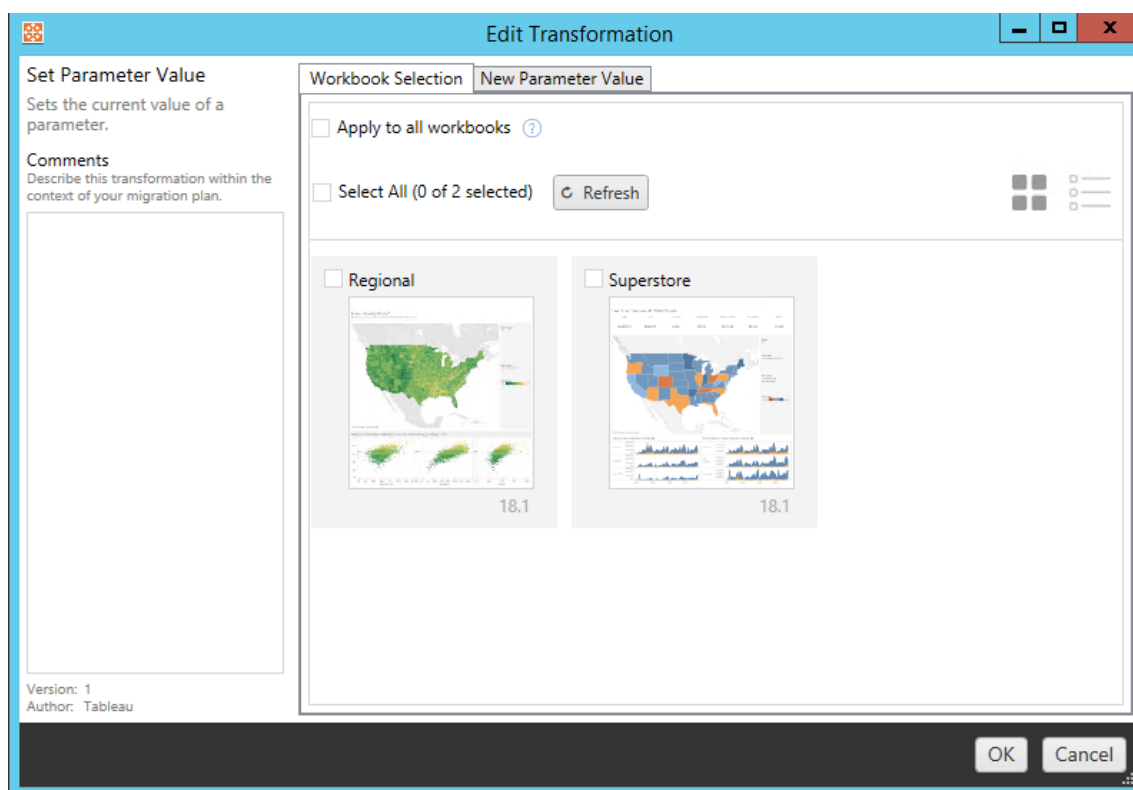 Edit Transformation
X
Set Parameter Value
Sets the current value of a
parameter.
Comments
Describe this transformation within the
context of your migration plan.
Version: 1
Author: Tableau
Workbook Selection
New Parameter Value
Apply to all workbooks ?
Select All (0 of 2 selected)
Refresh
Regional
18.1
Superstore
18.1
OK
Cancel